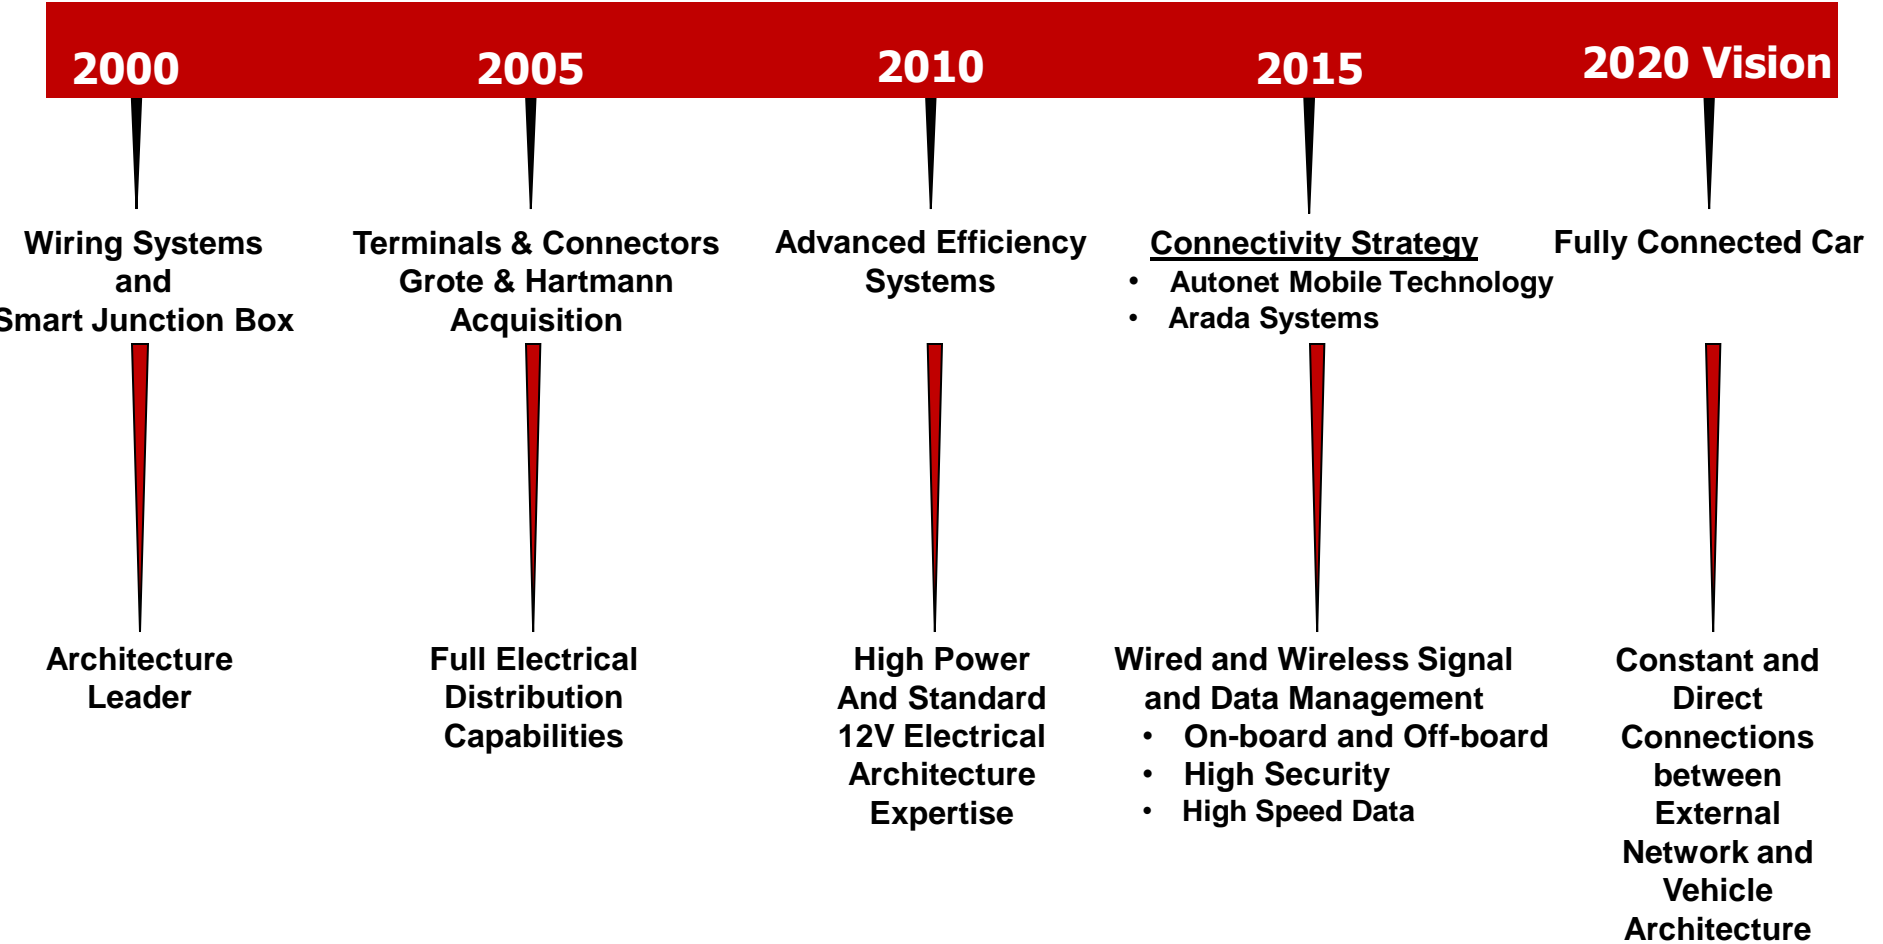 2000
2005
2010
2015
2020 Vision
Wiring Systems
and
Smart Junction Box
Terminals & Connectors
Grote & Hartmann
Acquisition
Advanced Efficiency
Systems
Connectivity Strategy
• Autonet Mobile Technology
• Arada Systems
Fully Connected Car
Architecture
Leader
Full Electrical
Distribution
Capabilities
High Power
And Standard
12V Electrical
Architecture
Expertise
Wired and Wireless Signal
and Data Management
• On-board and Off-board
• High Security
• High Speed Data
Constant and
Direct
Connections
between
External
Network and
Vehicle
Architecture